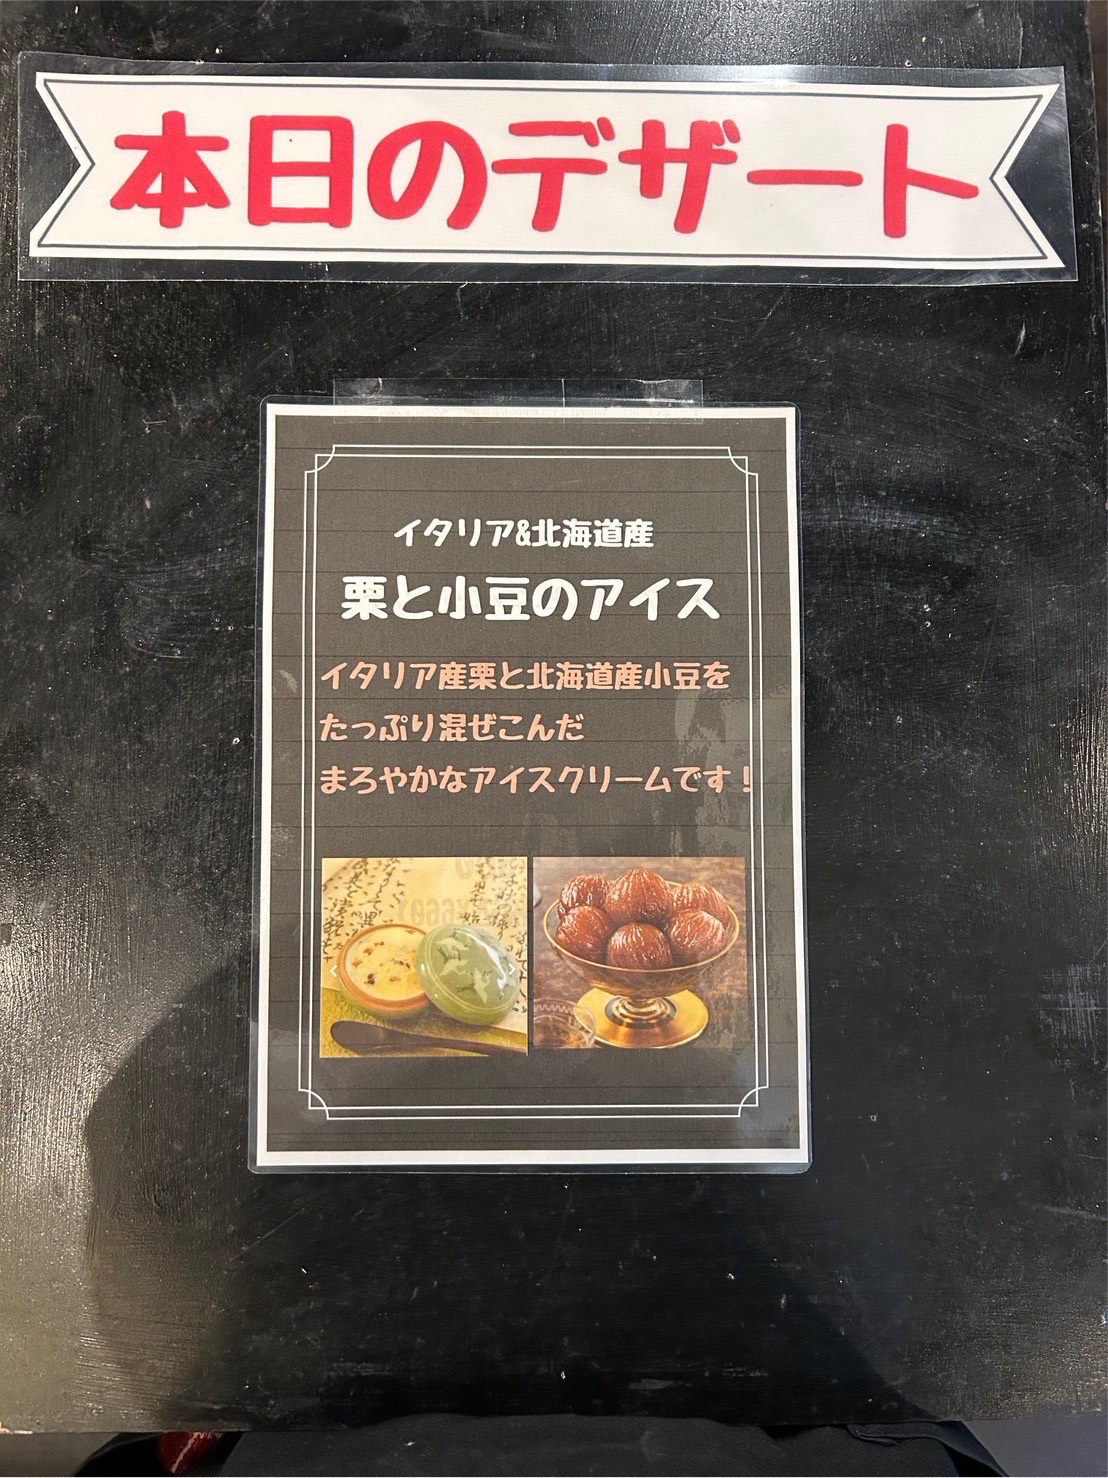 本日のデザート
イタリア&北海道産
栗と小豆のアイス
イタリア産栗と北海道産小豆を
たっぷり混ぜこんだ
まろやかなアイスクリームです!